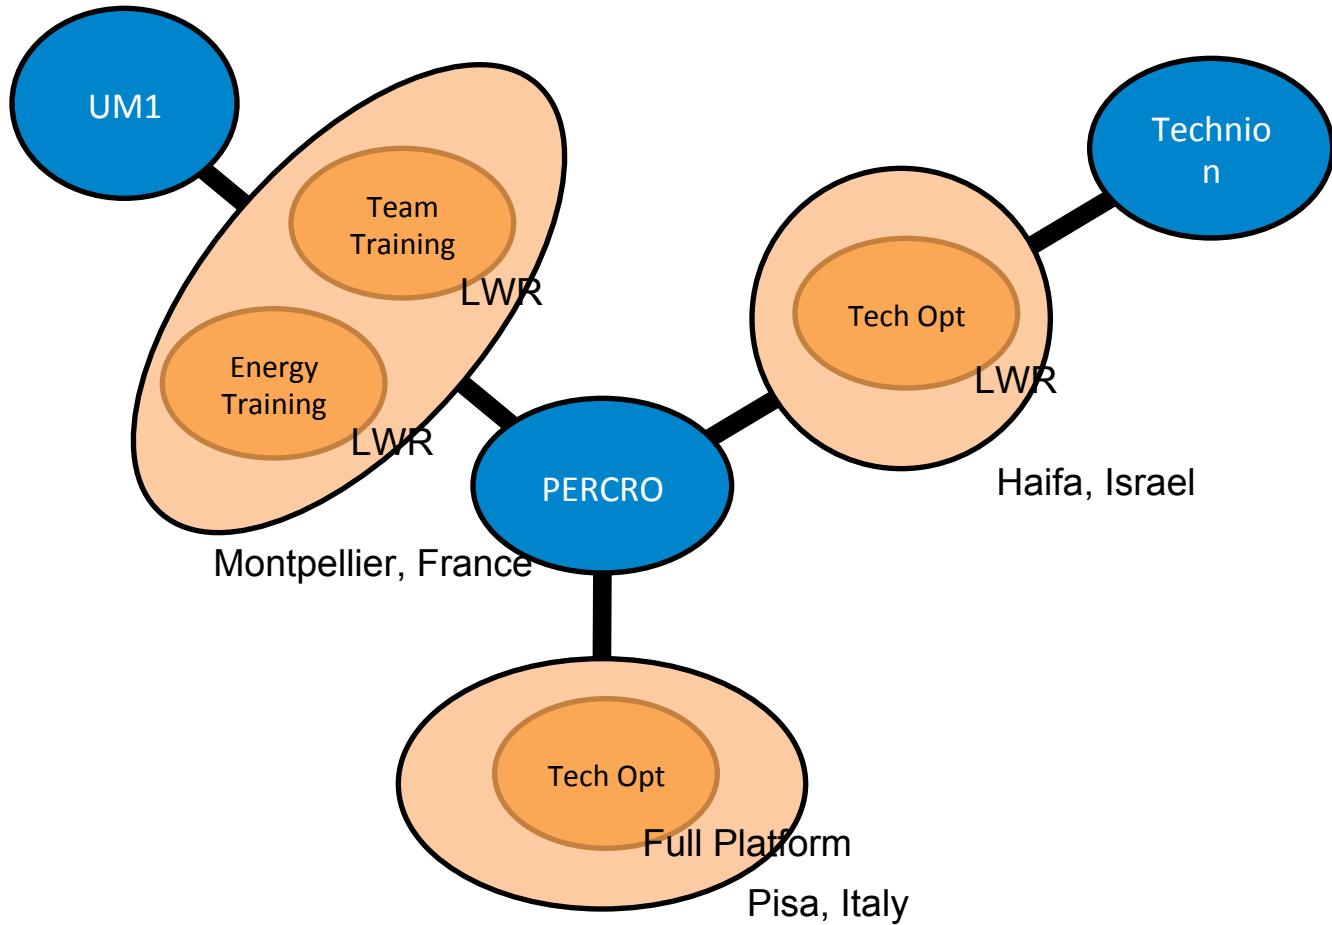 UM1
Technio
n
Team
Training
LWR
Energy
Training
LWR
Tech Opt
LWR
Haifa, Israel
PERCRO
Montpellier, France
Tech Opt
Full Platform
Pisa, Italy